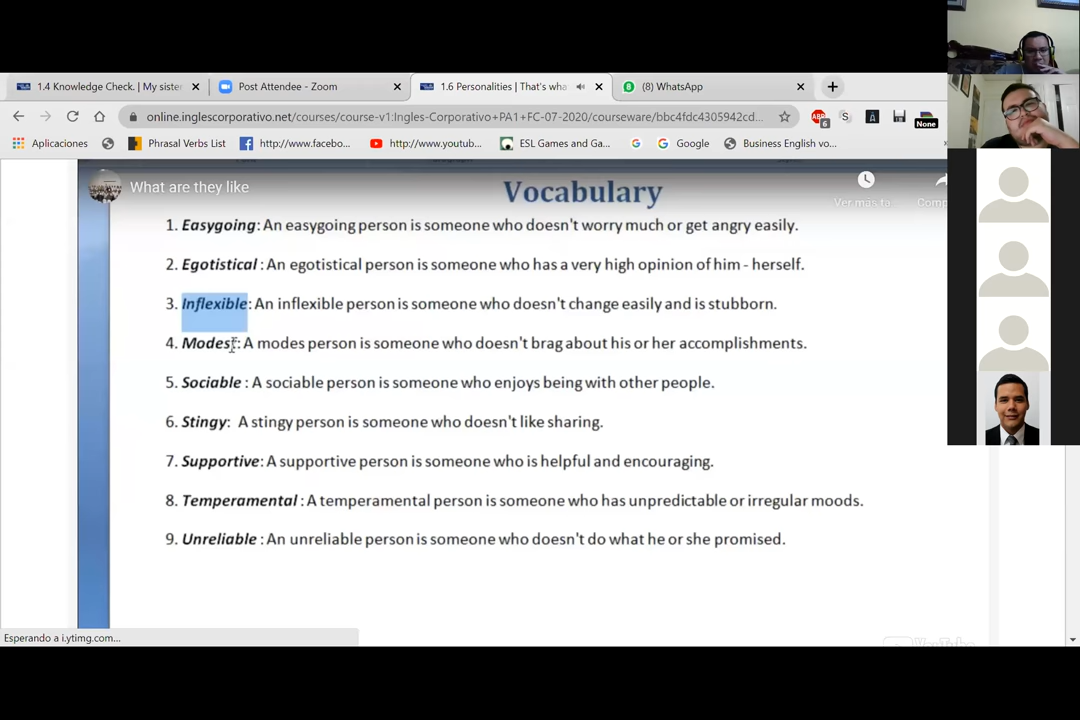 1.4 Knowledge Check. | My sister
Post Attendee - Zoom
1.6 Personalities | That's wha
(8) WhatsApp
online.inglescorporativo.net/courses/course-v1:Ingles-Corporativo+PA1+FC-07-2020/courseware/bbc4fdc4305942cd...
6
S
None
Aplicaciones
Phrasal Verbs List
http://www.facebo...
https://www.youtub...
ESL Games and Ga...
Google
Business English vo...
What are they like
Vocabulary
Ver más ta...
Comp
1. Easygoing: An easygoing person is someone who doesn't worry much or get angry easily.
2. Egotistical : An egotistical person is someone who has a very high opinion of him - herself.
3. Inflexible: An inflexible person is someone who doesn't change easily and is stubborn.
4. Modest: A modes person is someone who doesn't brag about his or her accomplishments.
5. Sociable : A sociable person is someone who enjoys being with other people.
6. Stingy: A stingy person is someone who doesn't like sharing.
7. Supportive: A supportive person is someone who is helpful and encouraging.
8. Temperamental : A temperamental person is someone who has unpredictable or irregular moods.
9. Unreliable : An unreliable person is someone who doesn't do what he or she promised.
YouTube
Esperando a i.ytimg.com...